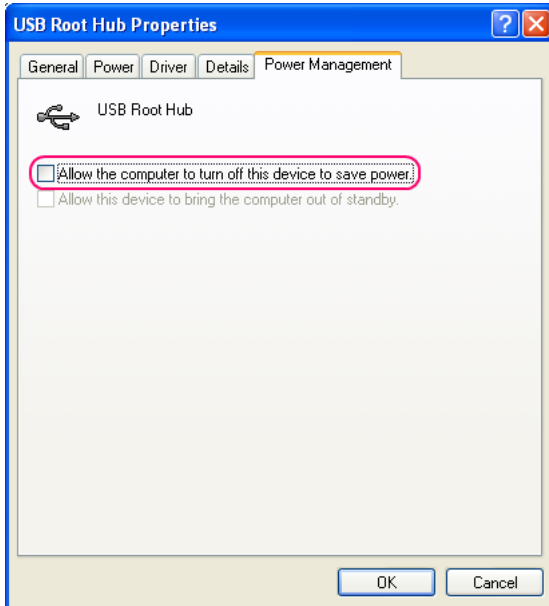 USB Root Hub Properties
General Power Driver Details Power Management
USB Root Hub
Allow the computer to turn off this device to save power.
Allow this device to bring the computer out of standby.
OK Cancel